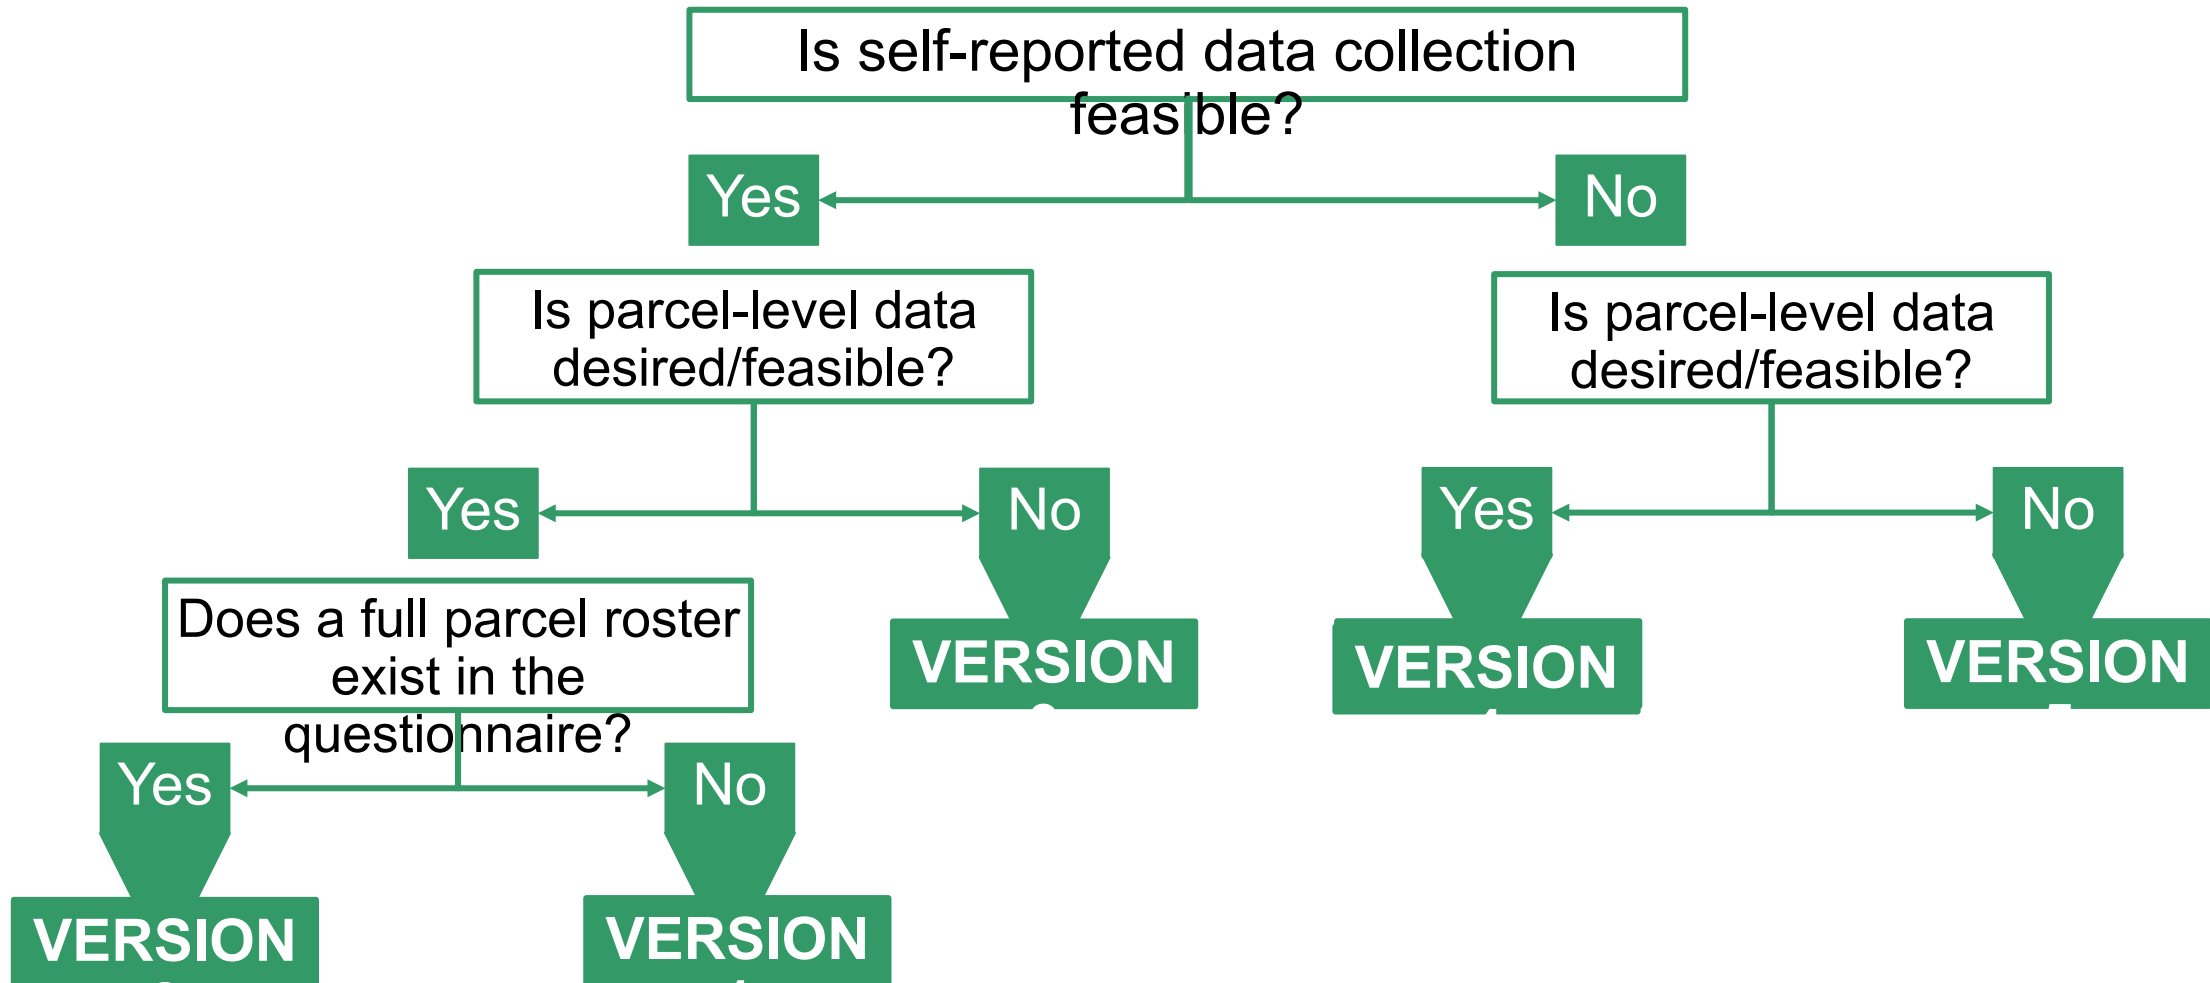 Is self-reported data collection
feasible?
Yes
No
Is parcel-level data
desired/feasible?
Is parcel-level data
desired/feasible?
Yes
No
Yes
No
Does a full parcel roster
exist in the
questionnaire?
VERSION
VERSION
VERSION
Yes
No
VERSION
VERSION